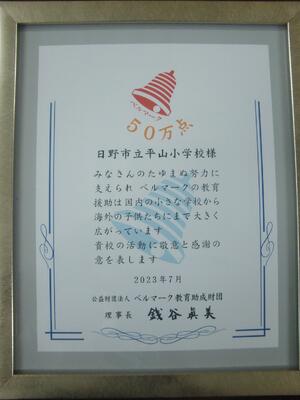 ベルマーク
50万点
日野市立平山小学校様
みなさんのたゆまぬ努力に
支えられ ベルマークの教育
援助は国内の小さな学校から
海外の子供たちにまで大きく
広がっています
貴校の活動に敬意と感謝の
意を表します
2023年7月
公益財団法人 ベルマーク教育助成財団
理事長 銭谷眞美